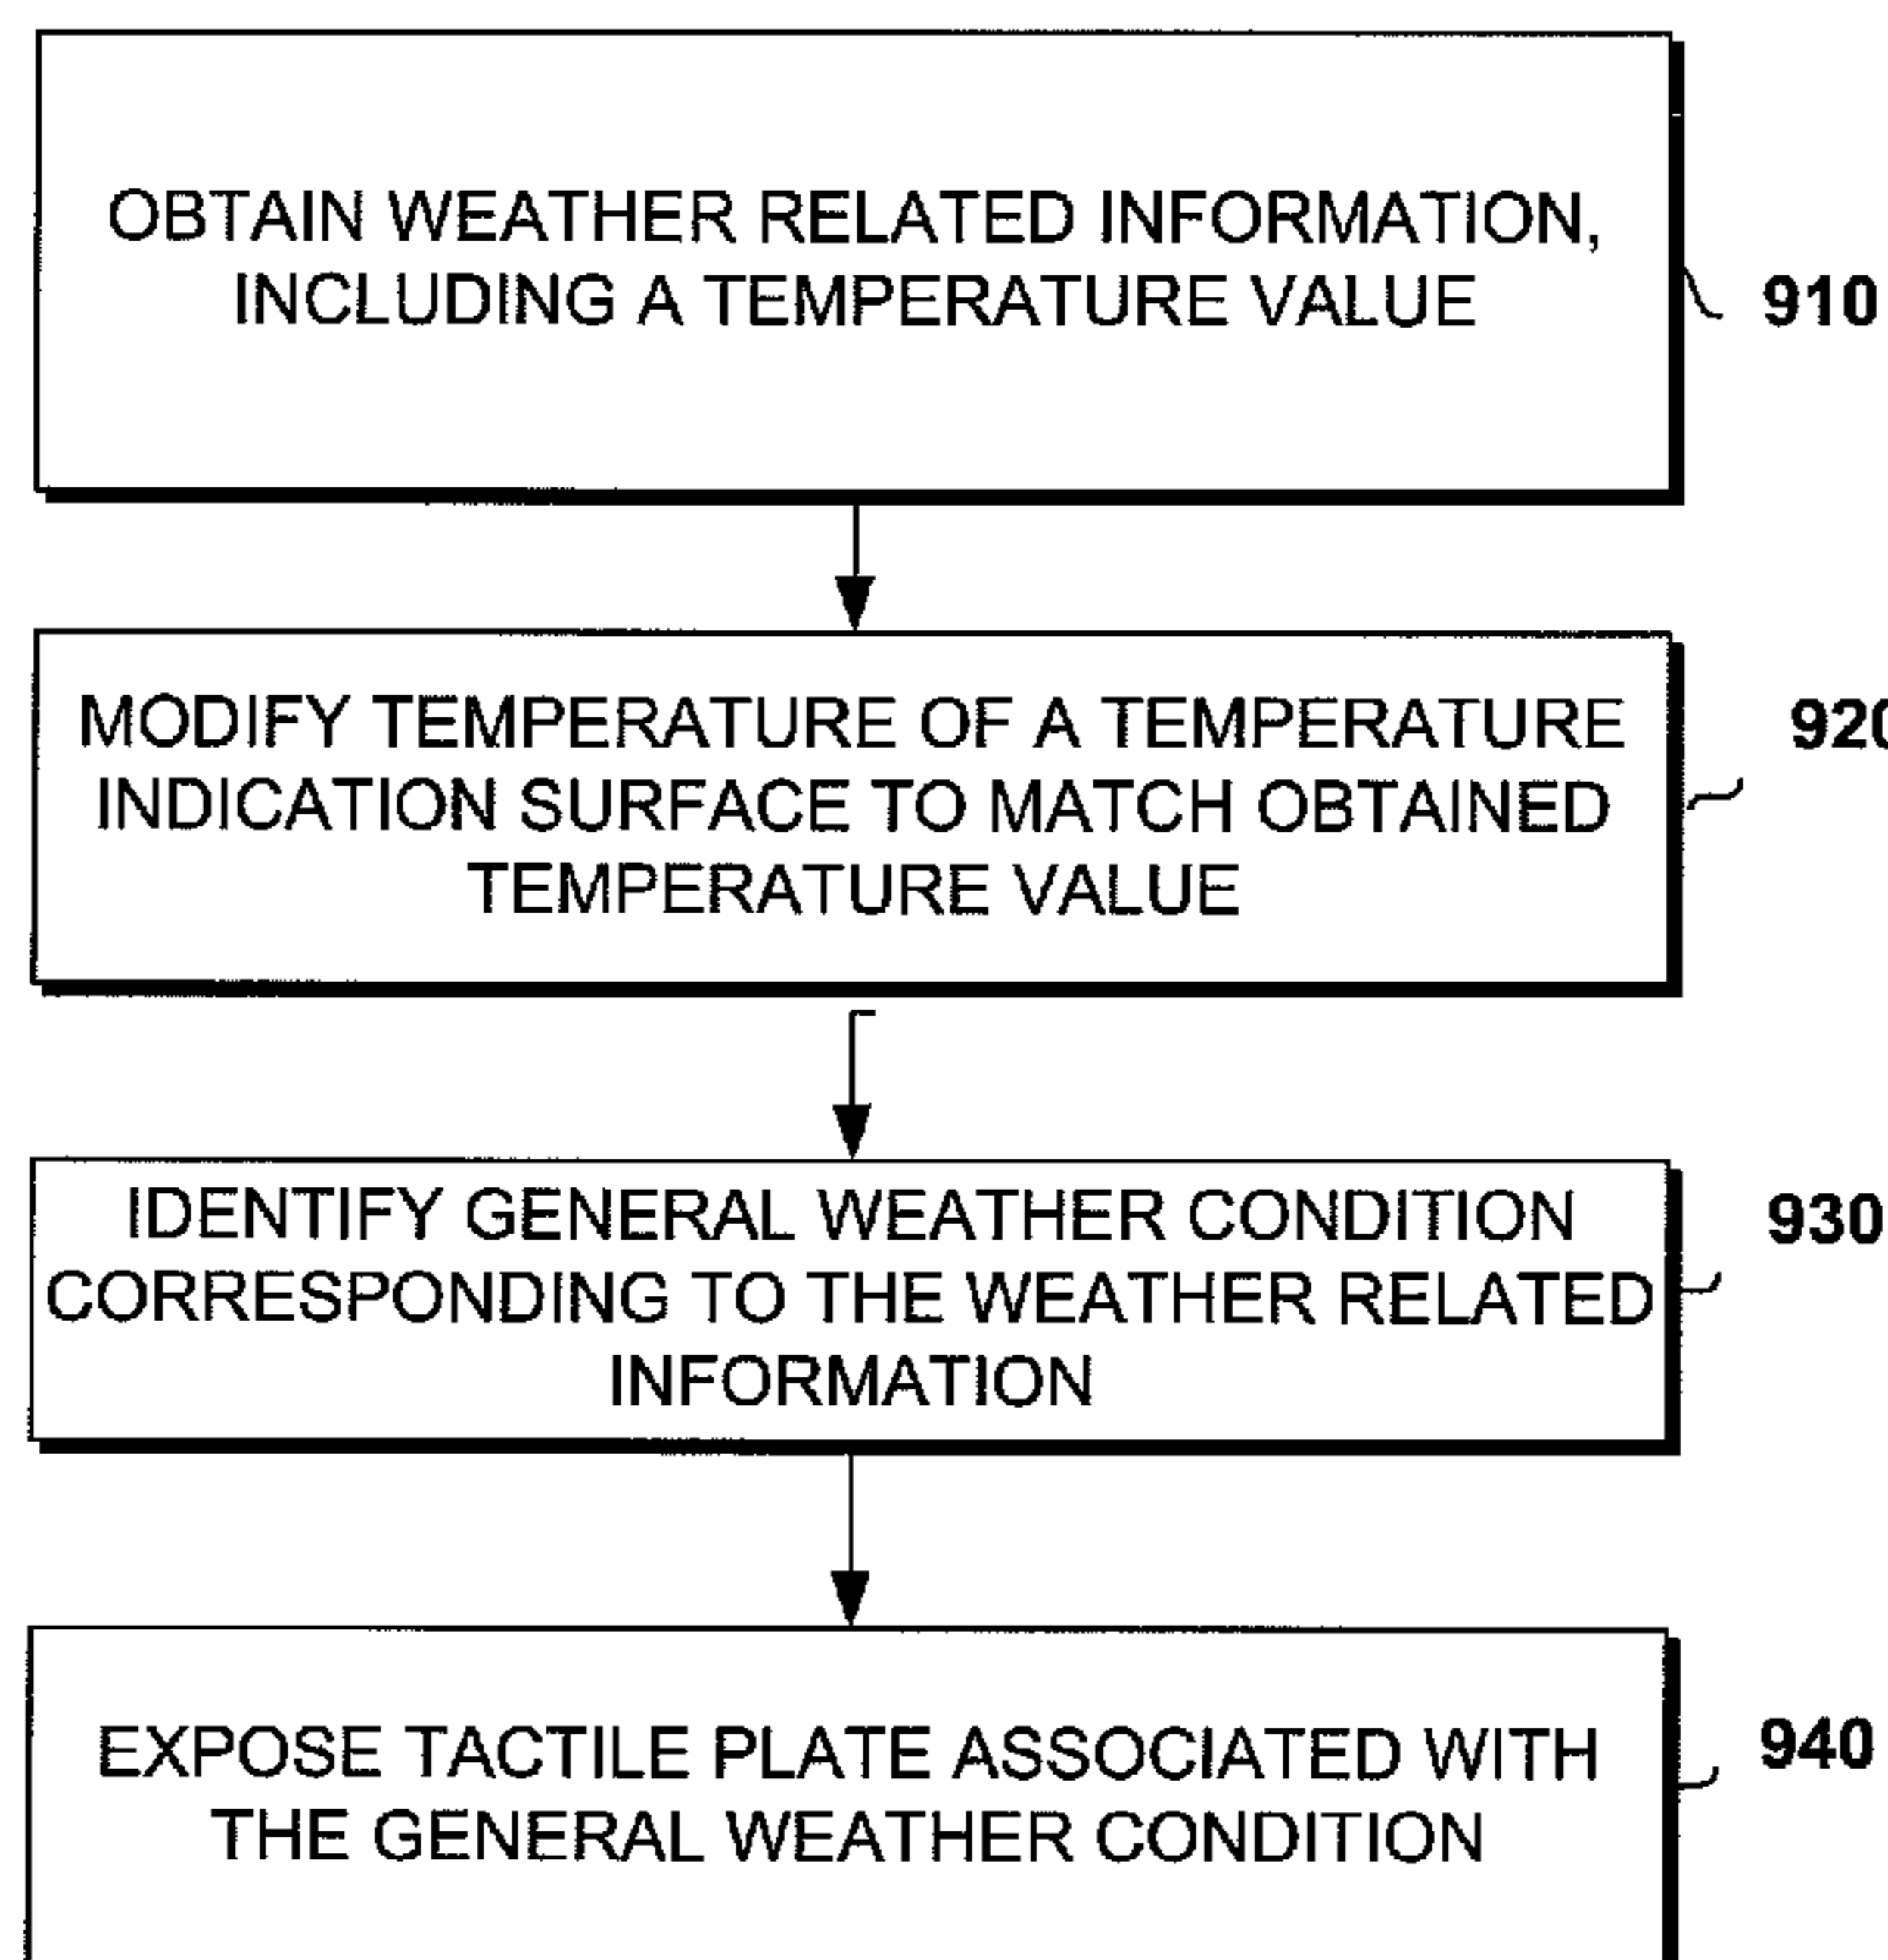 OBTAIN WEATHER RELATED INFORMATION,
INCLUDING A TEMPERATURE VALUE
910
MODIFY TEMPERATURE OF A TEMPERATURE
INDICATION SURFACE TO MATCH OBTAINED
TEMPERATURE VALUE
920
IDENTIFY GENERAL WEATHER CONDITION
CORRESPONDING TO THE WEATHER RELATED
INFORMATION
930
EXPOSE TACTILE PLATE ASSOCIATED WITH
THE GENERAL WEATHER CONDITION
940